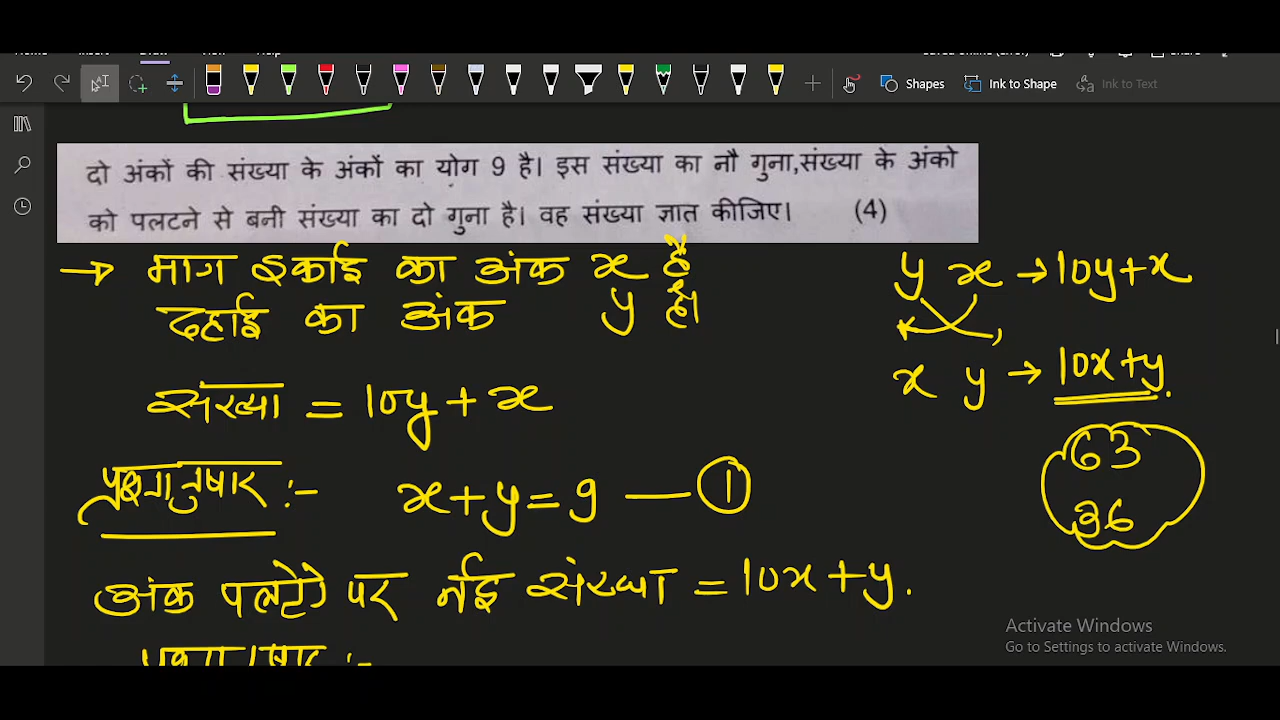 Shapes
Ink to Shape
Ink to Text
दो अंकों की संख्या के अंकों का योग 9 है। इस संख्या का नौ गुना,संख्या के अंको
को पलटने से बनी संख्या का दो गुना है। वह संख्या ज्ञात कीजिए। (4)
→ माना इकाई का अंक x है
दहाई का अंक y है।
संख्या = 10y + x
प्रश्नानुसार :- x + y = 9 — ①
अंक पलटने पर नई संख्या = 10x + y.
y x → 10y + x
x y → 10x + y.
63
36
Activate Windows
Go to Settings to activate Windows.